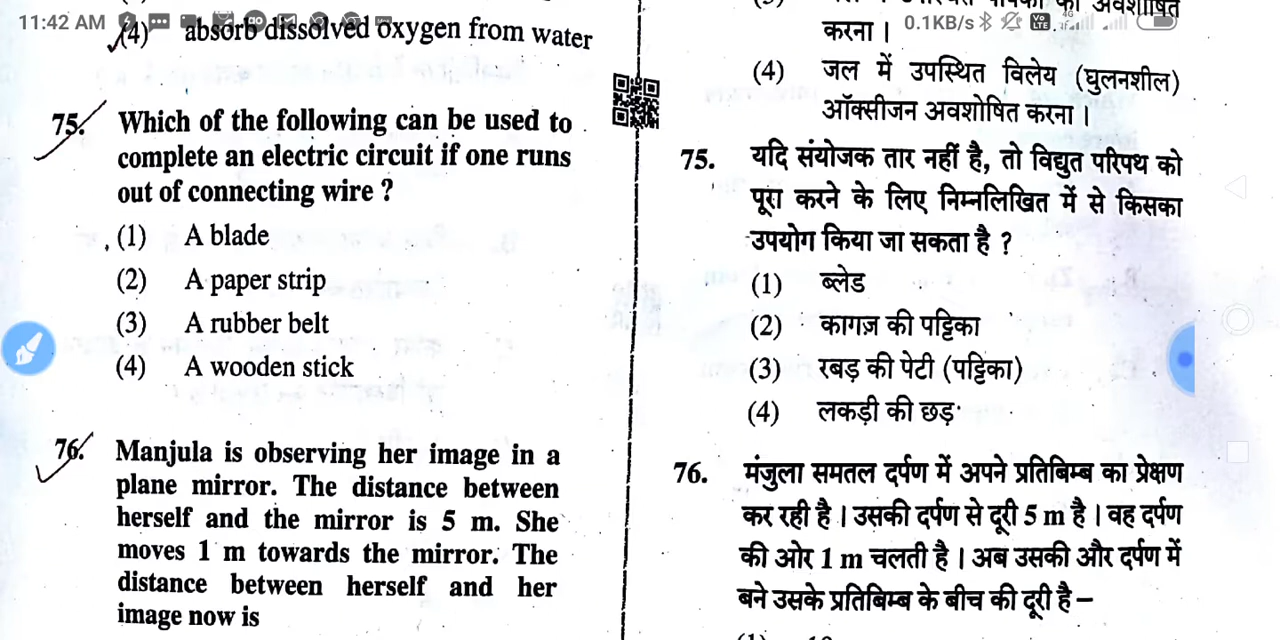 11:42 AM
0.1KB/s
(4) absorb dissolved oxygen from water
75. Which of the following can be used to
complete an electric circuit if one runs
out of connecting wire ?
(1) A blade
(2) A paper strip
(3) A rubber belt
(4) A wooden stick
76. Manjula is observing her image in a
plane mirror. The distance between
herself and the mirror is 5 m. She
moves 1 m towards the mirror. The
distance between herself and her
image now is
करना ।
(4) जल में उपस्थित विलेय (घुलनशील)
ऑक्सीजन अवशोषित करना ।
75. यदि संयोजक तार नहीं है, तो विद्युत परिपथ को
पूरा करने के लिए निम्नलिखित में से किसका
उपयोग किया जा सकता है ?
(1) ब्लेड
(2) कागज़ की पट्टिका
(3) रबड़ की पेटी (पट्टिका)
(4) लकड़ी की छड़
76. मंजुला समतल दर्पण में अपने प्रतिबिम्ब का प्रेक्षण
कर रही है । उसकी दर्पण से दूरी 5 m है । वह दर्पण
की ओर 1 m चलती है । अब उसकी और दर्पण में
बने उसके प्रतिबिम्ब के बीच की दूरी है –